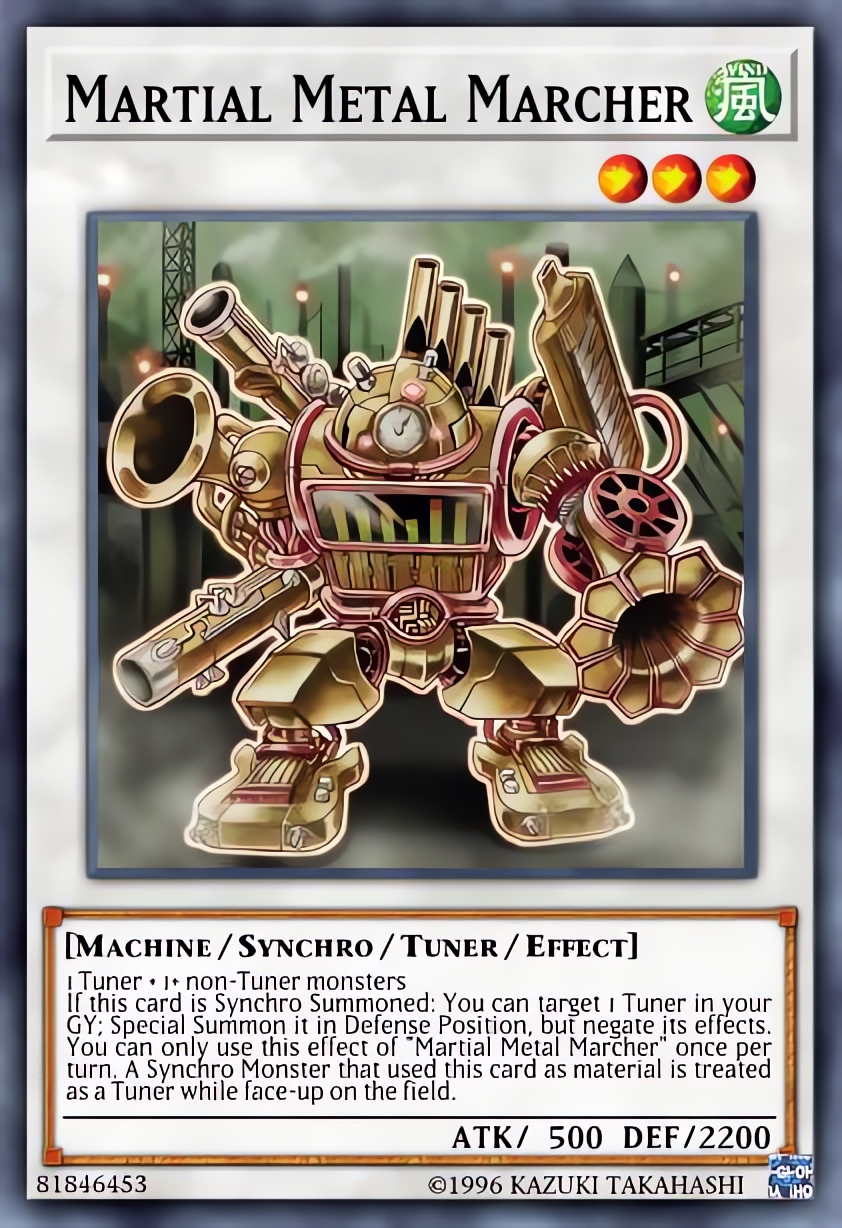 MARTIAL METAL MARCHER
風
[MACHINE / SYNCHRO / TUNER / EFFECT]
1 Tuner + 1+ non-Tuner monsters
If this card is Synchro Summoned: You can target 1 Tuner in your
GY; Special Summon it in Defense Position, but negate its effects.
You can only use this effect of "Martial Metal Marcher" once per
turn. A Synchro Monster that used this card as material is treated
as a Tuner while face-up on the field.
ATK/ 500 DEF/2200
81846453
©1996 KAZUKI TAKAHASHI